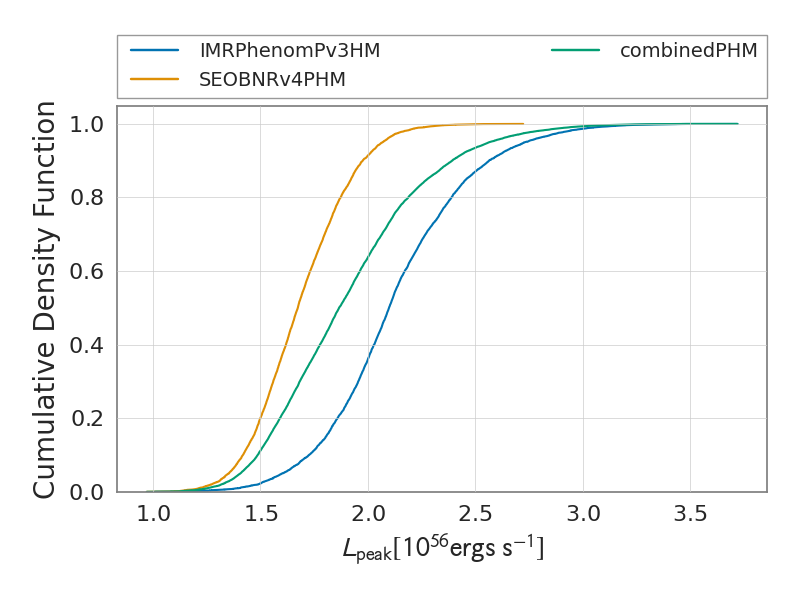 IMRPhenomPv3HM
SEOBNRv4PHM
combinedPHM
Cumulative Density Function
1.0
0.8
0.6
0.4
0.2
0.0
1.0 1.5 2.0 2.5 3.0 3.5
L_peak[10^56 ergs s^−1]